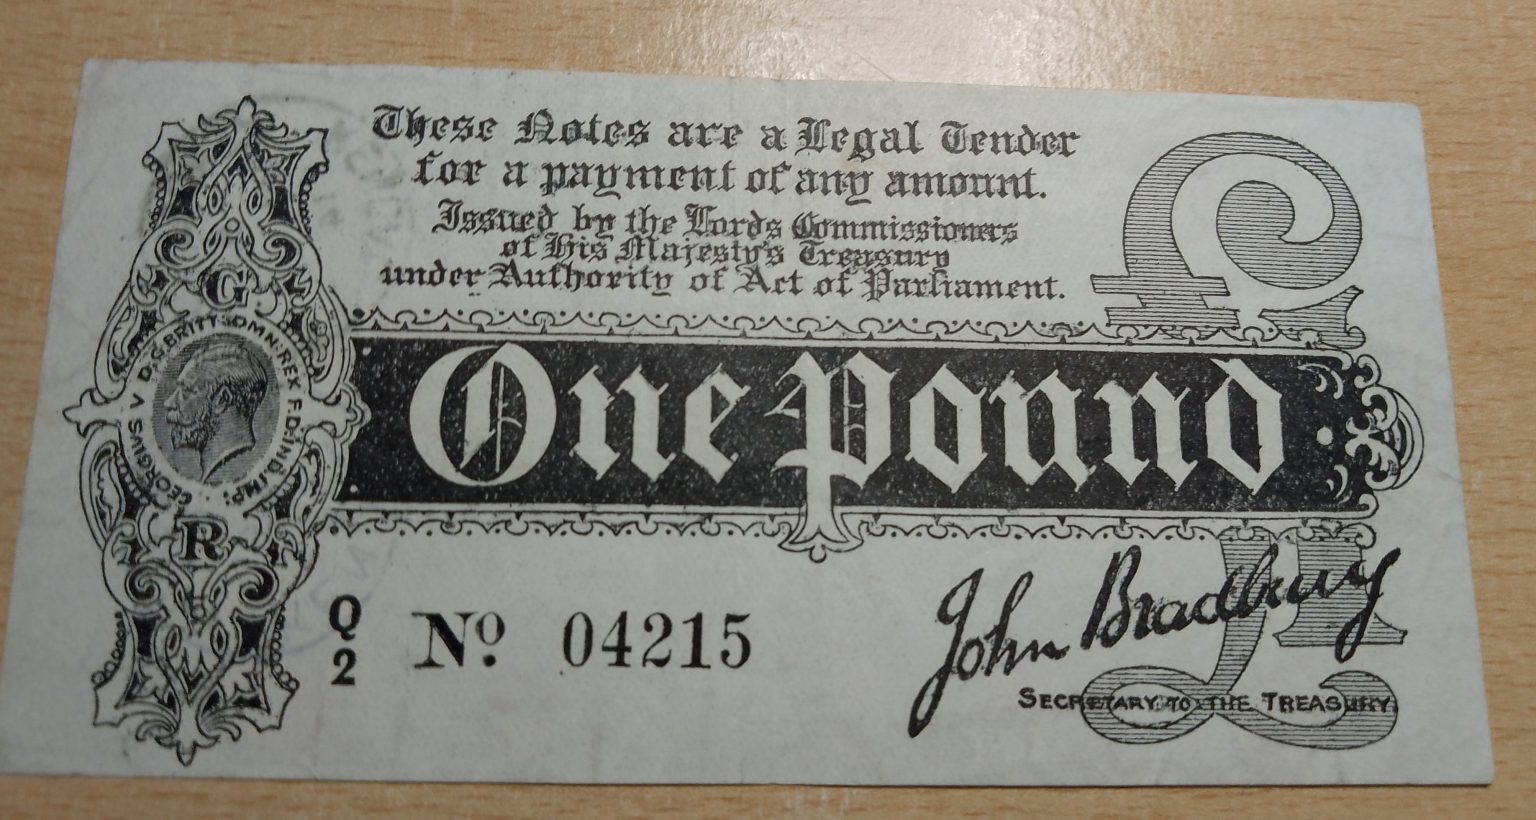 These Notes are a Legal Tender
for a payment of any amount.
Issued by the Lords Commissioners
of His Majesty's Treasury
under Authority of Act of Parliament.
£
G
GEORGIVS V D.G.BRITT:OMN:REX F.D:IND:IMP:
R
One Pound
Q
2
Nº 04215
John Bradbury
SECRETARY TO THE TREASURY.
£1